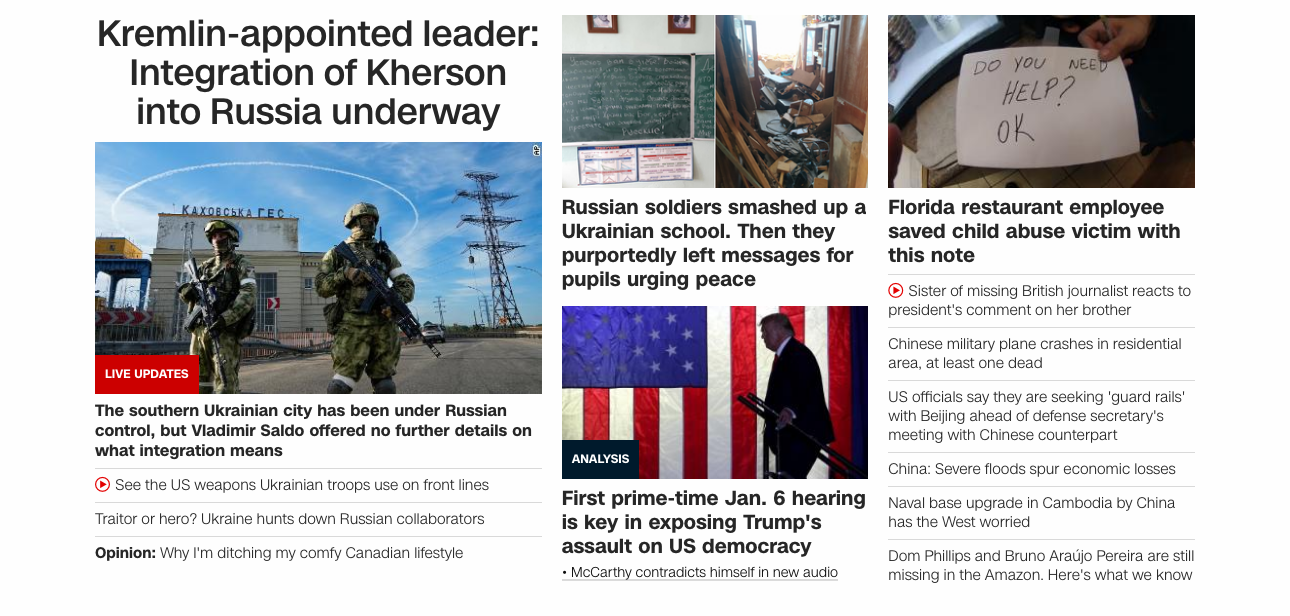 Kremlin-appointed leader:
Integration of Kherson
into Russia underway
AP
КАХОВСЬКА ГЕС
LIVE UPDATES
The southern Ukrainian city has been under Russian
control, but Vladimir Saldo offered no further details on
what integration means
See the US weapons Ukrainian troops use on front lines
Traitor or hero? Ukraine hunts down Russian collaborators
Opinion: Why I'm ditching my comfy Canadian lifestyle
Russian soldiers smashed up a
Ukrainian school. Then they
purportedly left messages for
pupils urging peace
ANALYSIS
First prime-time Jan. 6 hearing
is key in exposing Trump's
assault on US democracy
• McCarthy contradicts himself in new audio
DO YOU NEED
HELP?
OK
Florida restaurant employee
saved child abuse victim with
this note
Sister of missing British journalist reacts to
president's comment on her brother
Chinese military plane crashes in residential
area, at least one dead
US officials say they are seeking 'guard rails'
with Beijing ahead of defense secretary's
meeting with Chinese counterpart
China: Severe floods spur economic losses
Naval base upgrade in Cambodia by China
has the West worried
Dom Phillips and Bruno Araújo Pereira are still
missing in the Amazon. Here's what we know